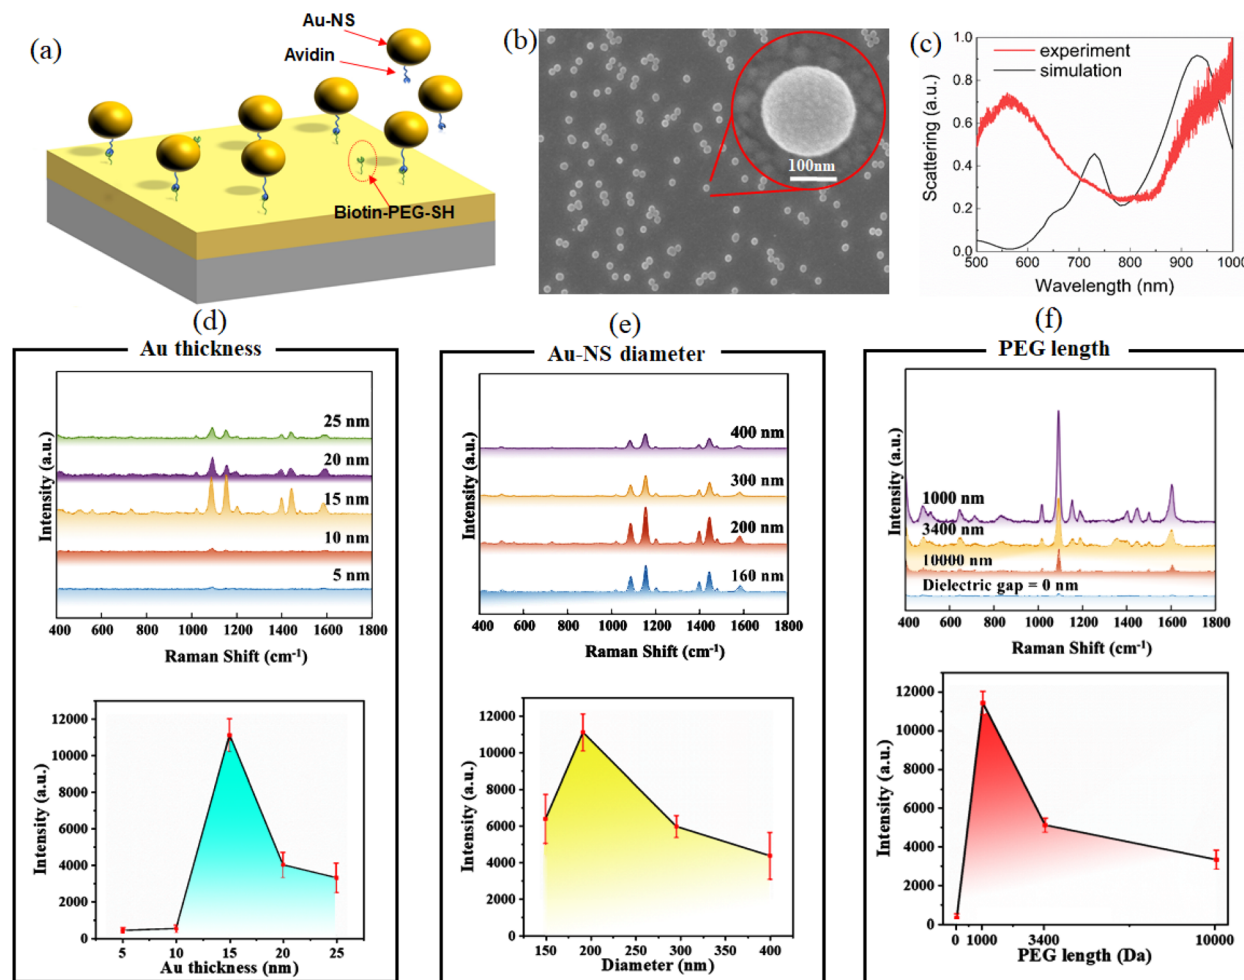 (a)
Au-NS
Avidin
Biotin-PEG-SH
(b)
100nm
(c)
experiment
simulation
Scattering (a.u.)
1.0
0.8
0.6
0.4
0.2
0.0
500 600 700 800 900 1000
Wavelength (nm)
(d)
Au thickness
Intensity (a.u.)
25 nm
20 nm
15 nm
10 nm
5 nm
400 600 800 1000 1200 1400 1600 1800
Raman Shift (cm⁻¹)
Intensity (a.u.)
12000
10000
8000
6000
4000
2000
0
5 10 15 20 25
Au thickness (nm)
(e)
Au-NS diameter
Intensity (a.u.)
400 nm
300 nm
200 nm
160 nm
400 600 800 1000 1200 1400 1600 1800
Raman Shift (cm⁻¹)
Intensity (a.u.)
12000
10000
8000
6000
4000
2000
0
150 200 250 300 350 400
Diameter (nm)
(f)
PEG length
Intensity (a.u.)
1000 nm
3400 nm
10000 nm
Dielectric gap = 0 nm
400 600 800 1000 1200 1400 1600 1800
Raman Shift (cm⁻¹)
Intensity (a.u.)
12000
10000
8000
6000
4000
2000
0
0 1000 3400 10000
PEG length (Da)